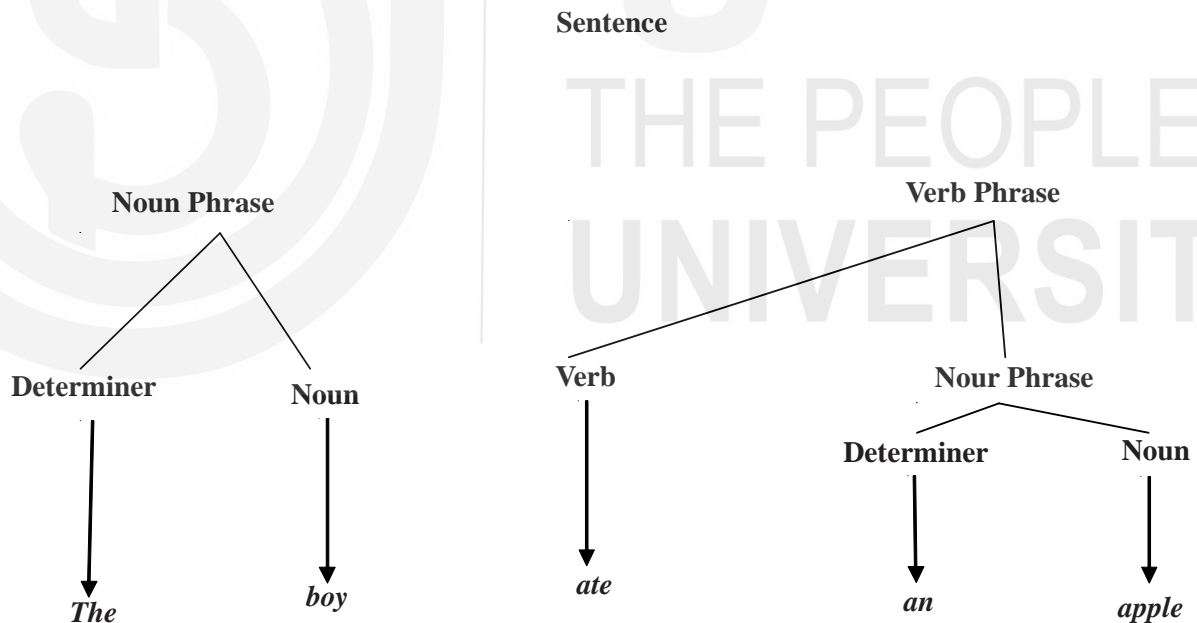 Sentence
THE PEOPLE
UNIVERSIT
Noun Phrase
Verb Phrase
Determiner
Noun
Verb
Nour Phrase
Determiner
Noun
The
boy
ate
an
apple